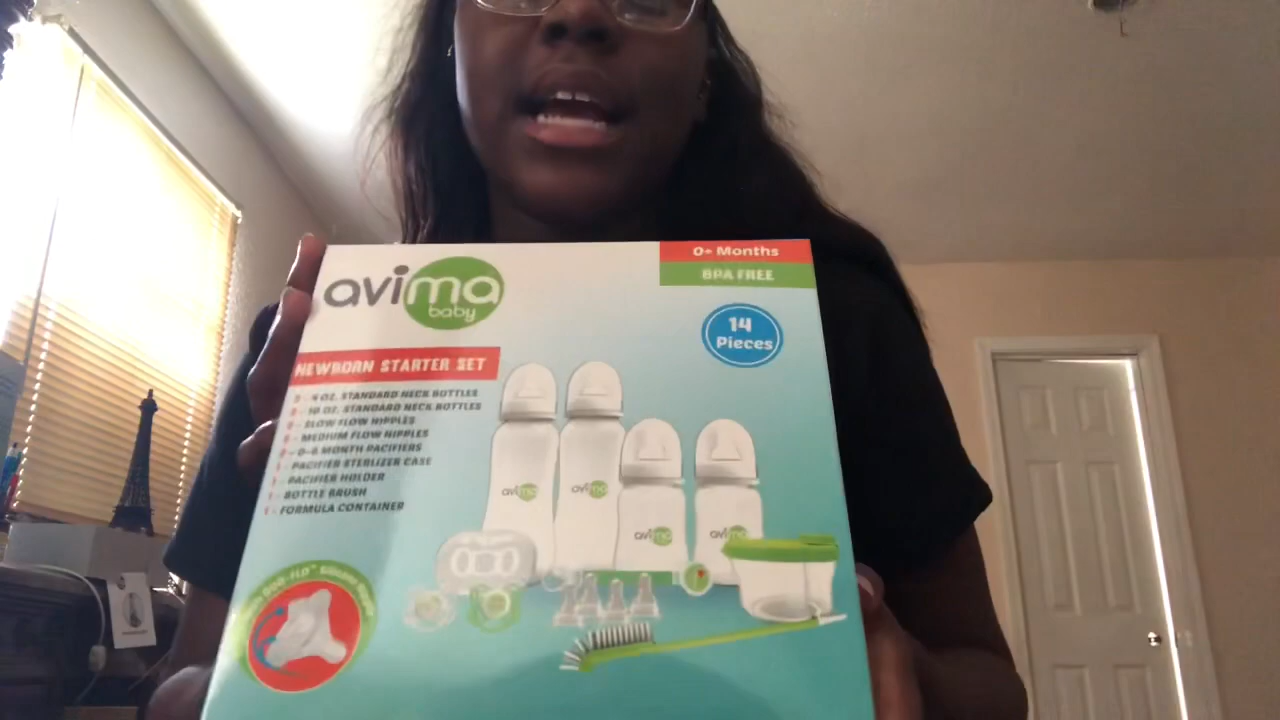 avima
baby
0+ Months
BPA FREE
14
Pieces
NEWBORN STARTER SET
4 OZ. STANDARD NECK BOTTLES
10 OZ. STANDARD NECK BOTTLES
SLOW FLOW NIPPLES
MEDIUM FLOW NIPPLES
0-6 MONTH PACIFIERS
PACIFIER STERILIZER CASE
PACIFIER HOLDER
BOTTLE BRUSH
FORMULA CONTAINER
avima
avima
avima
avima